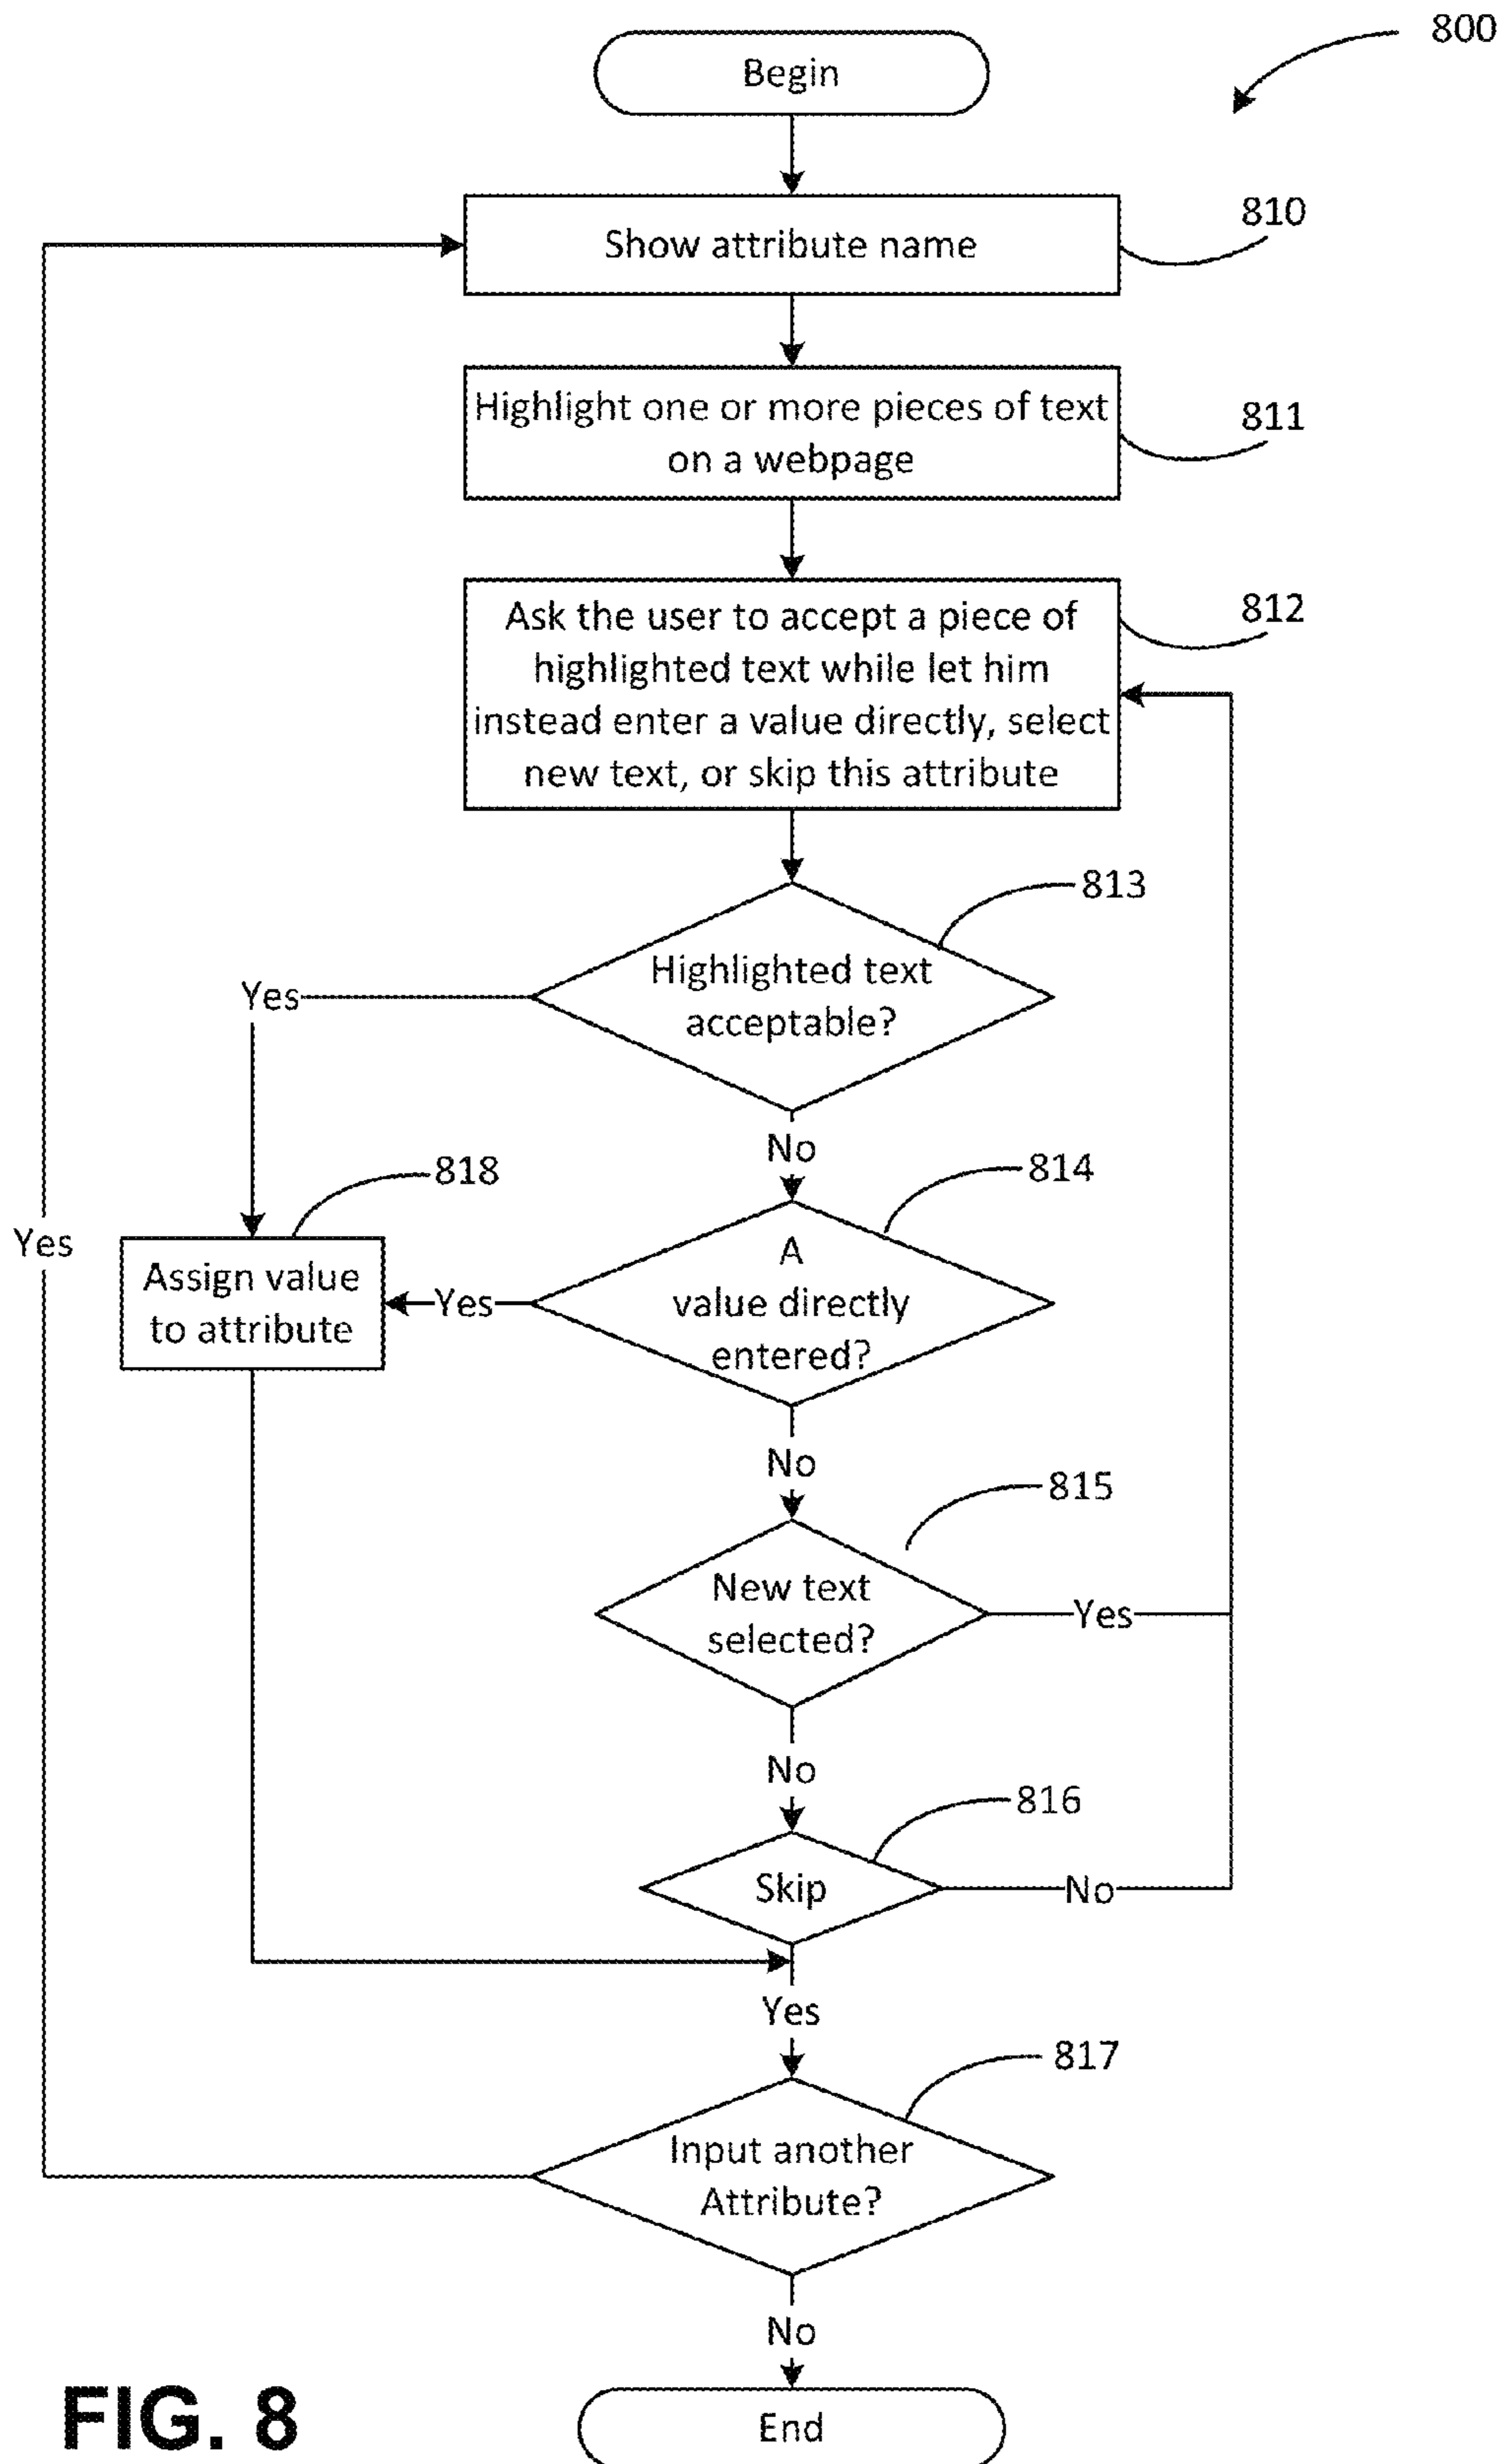 800
Begin
Show attribute name
810
Highlight one or more pieces of text
on a webpage
811
Ask the user to accept a piece of
highlighted text while let him
instead enter a value directly, select
new text, or skip this attribute
812
813
Highlighted text
acceptable?
Yes
No
818
814
Yes
Assign value
to attribute
Yes
A
value directly
entered?
No
815
New text
selected?
Yes
No
816
Skip
No
Yes
817
Input another
Attribute?
No
End
FIG. 8